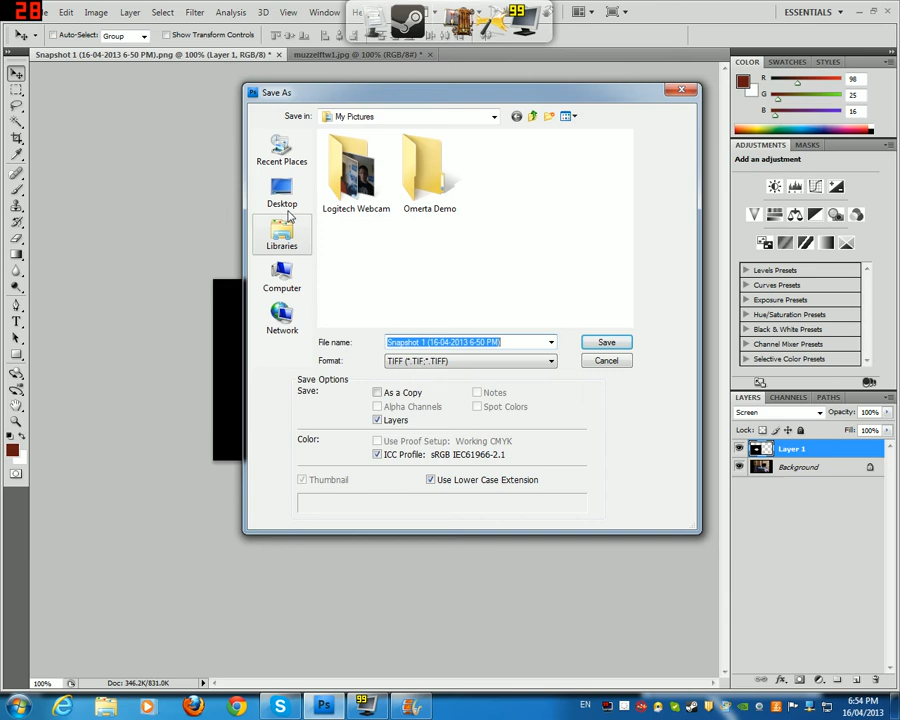 28
Edit Image Layer Select Filter Analysis 3D View Window
99
ESSENTIALS
Auto-Select: Group Show Transform Controls
Snapshot 1 (16-04-2013 6-50 PM).png @ 100% (Layer 1, RGB/8*) * ×
muzzelftw1.jpg @ 100% (RGB/8#) * ×
COLOR SWATCHES STYLES
R 98
G 25
B 16
ADJUSTMENTS MASKS
Add an adjustment
Levels Presets
Curves Presets
Exposure Presets
Hue/Saturation Presets
Black & White Presets
Channel Mixer Presets
Selective Color Presets
LAYERS CHANNELS PATHS
Screen Opacity: 100%
Lock: Fill: 100%
Layer 1
Background
Save As
Save in: My Pictures
Recent Places
Desktop
Libraries
Computer
Network
Logitech Webcam
Omerta Demo
File name: Snapshot 1 (16-04-2013 6-50 PM) Save
Format: TIFF (*.TIF;*.TIFF) Cancel
Save Options
Save: As a Copy Notes
Alpha Channels Spot Colors
Layers
Color: Use Proof Setup: Working CMYK
ICC Profile: sRGB IEC61966-2.1
Thumbnail Use Lower Case Extension
100% Doc: 346.2K/831.0K
99
EN
6:54 PM
16/04/2013